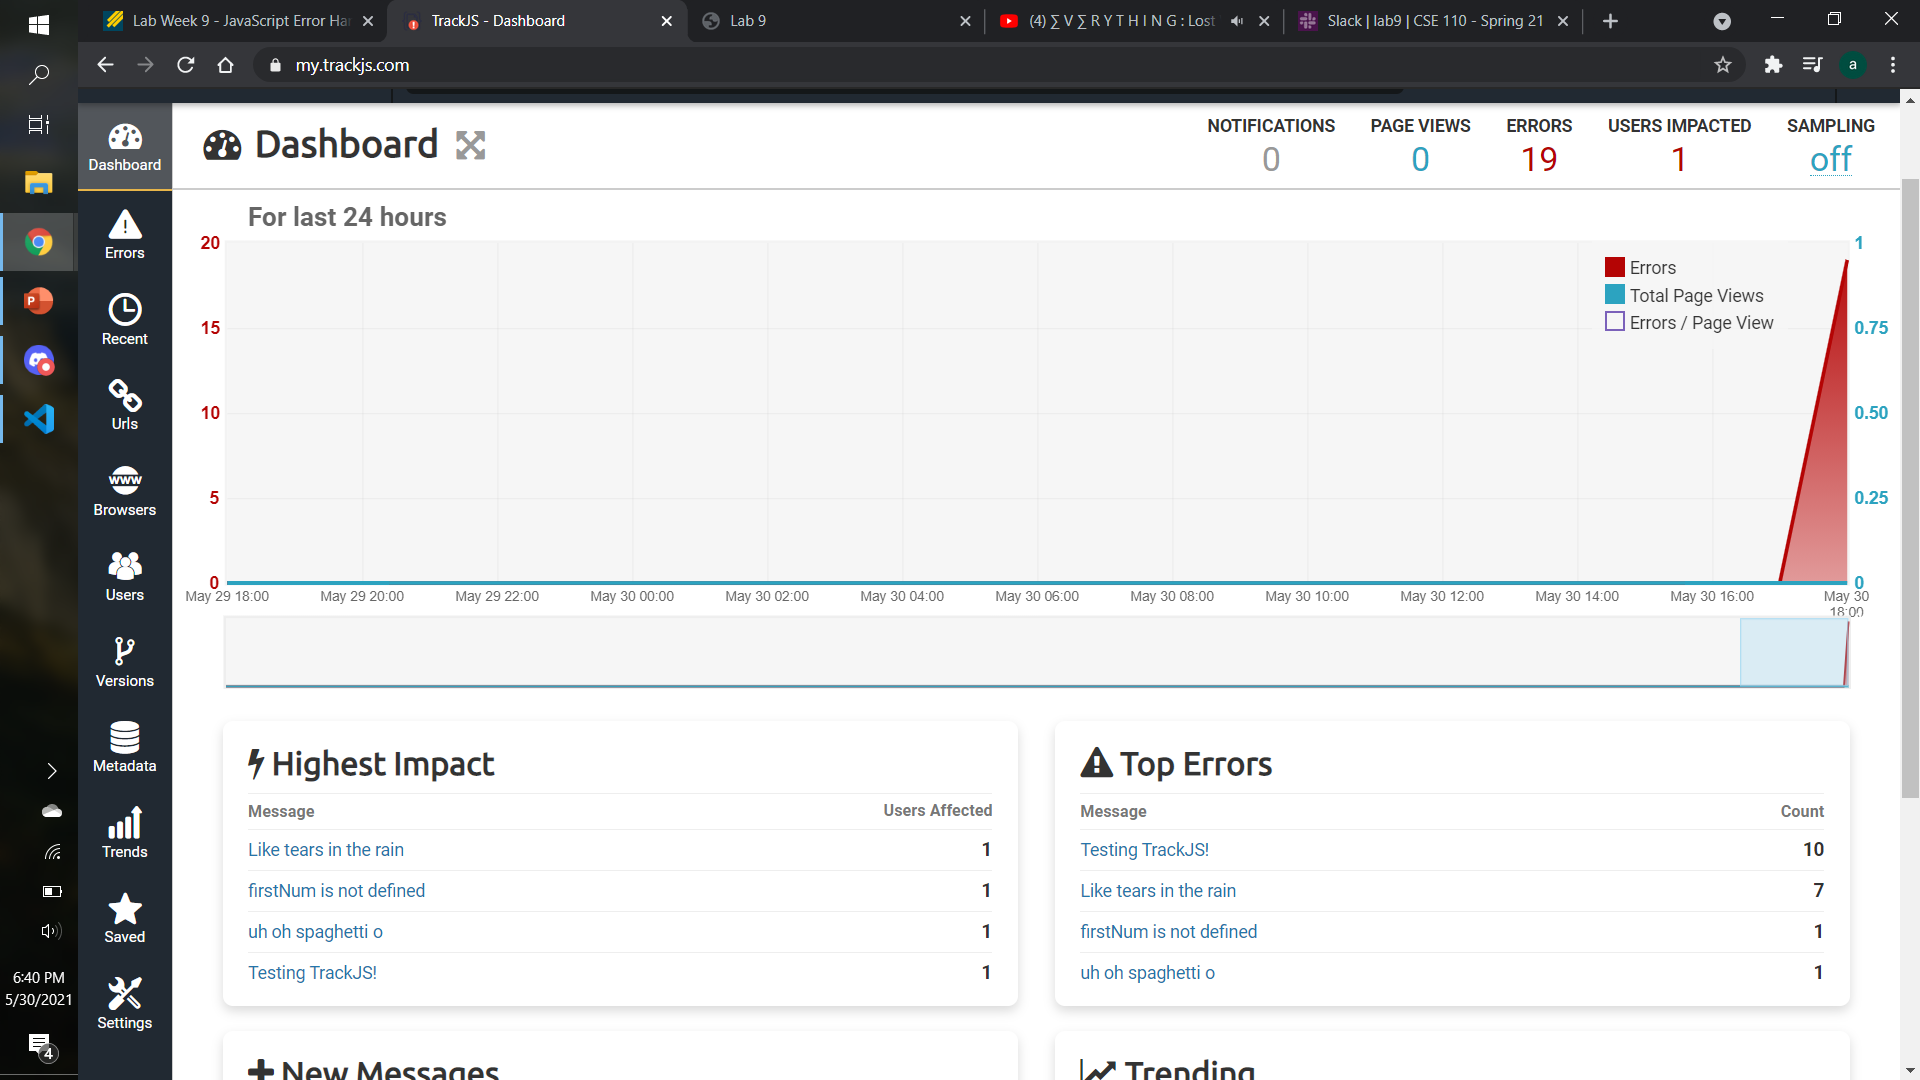 Lab Week 9 - JavaScript Error Har
TrackJS - Dashboard
Lab 9
(4) ∑ V ∑ R Y T H I N G : Lost
Slack | lab9 | CSE 110 - Spring 21
my.trackjs.com
a
Dashboard
NOTIFICATIONS
0
PAGE VIEWS
0
ERRORS
19
USERS IMPACTED
1
SAMPLING
off
Dashboard
Errors
Recent
Urls
WWW
Browsers
Users
Versions
Metadata
Trends
Saved
Settings
For last 24 hours
20
15
10
5
0
1
0.75
0.50
0.25
0
Errors
Total Page Views
Errors / Page View
May 29 18:00
May 29 20:00
May 29 22:00
May 30 00:00
May 30 02:00
May 30 04:00
May 30 06:00
May 30 08:00
May 30 10:00
May 30 12:00
May 30 14:00
May 30 16:00
May 30
18:00
Highest Impact
Message Users Affected
Like tears in the rain 1
firstNum is not defined 1
uh oh spaghetti o 1
Testing TrackJS! 1
Top Errors
Message Count
Testing TrackJS! 10
Like tears in the rain 7
firstNum is not defined 1
uh oh spaghetti o 1
New Messages
Trending
P
6:40 PM
5/30/2021
4